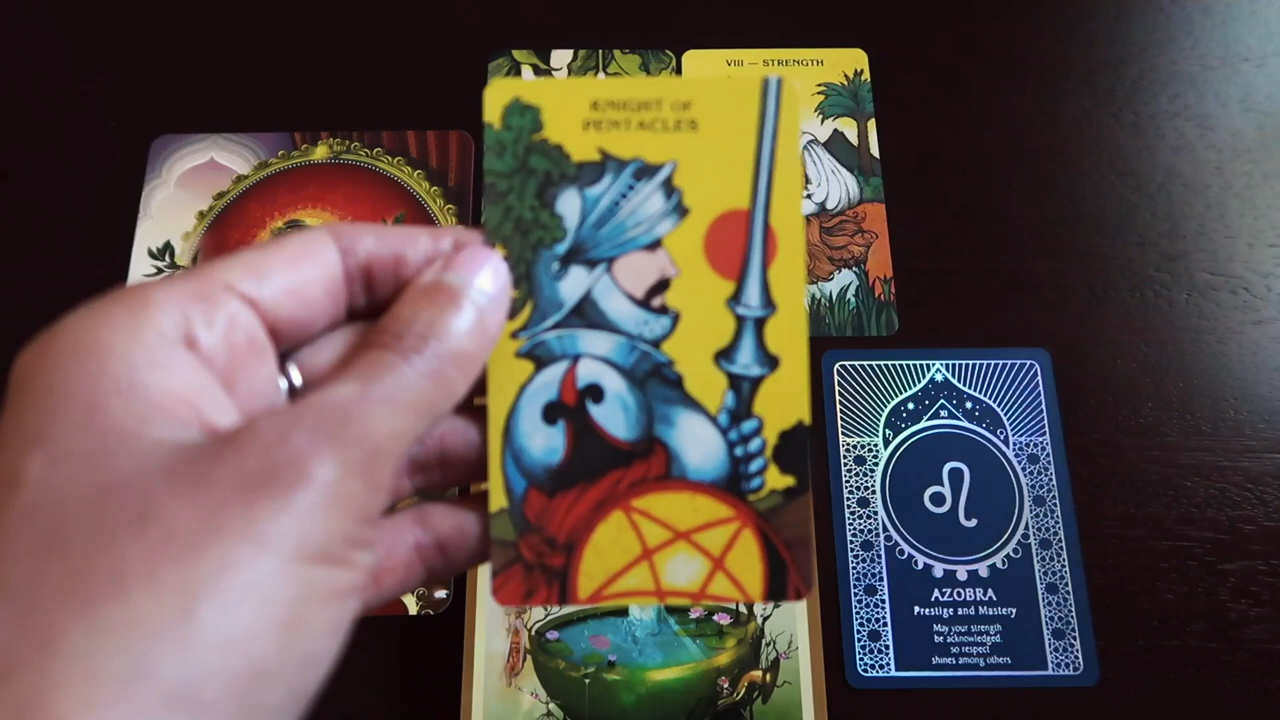 VIII — STRENGTH
KNIGHT OF
PENTACLES
XI
AZOBRA
Prestige and Mastery
May your strength
be acknowledged,
so respect
shines among others